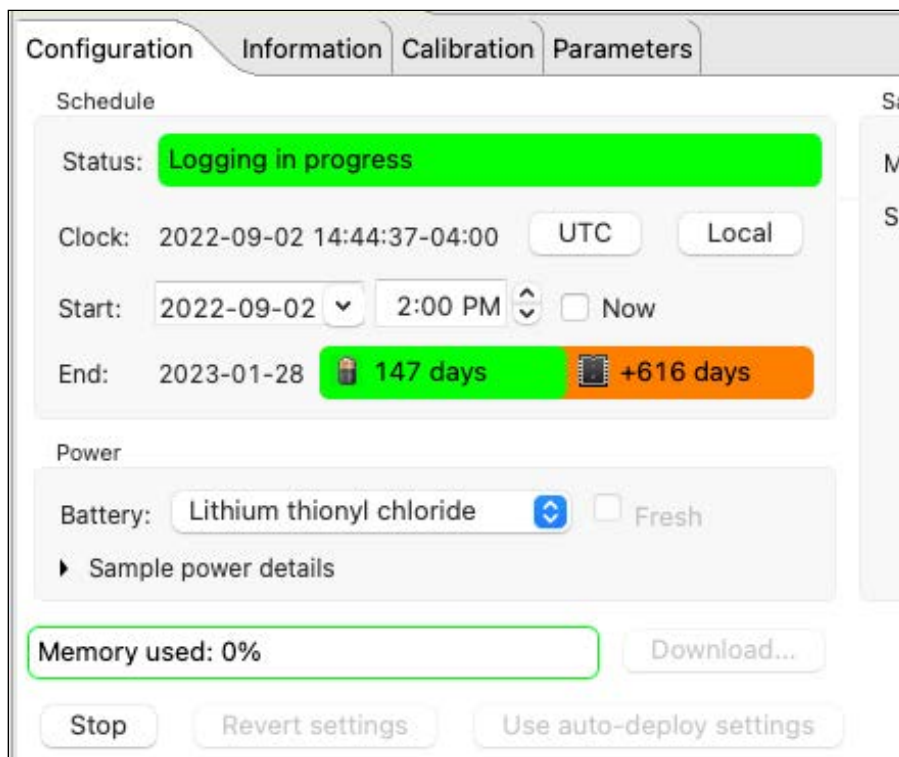 Configuration Information Calibration Parameters
Schedule
Status: Logging in progress
Clock: 2022-09-02 14:44:37-04:00 UTC Local
Start: 2022-09-02 2:00 PM Now
End: 2023-01-28 147 days +616 days
Power
Battery: Lithium thionyl chloride Fresh
Sample power details
Memory used: 0% Download...
Stop Revert settings Use auto-deploy settings